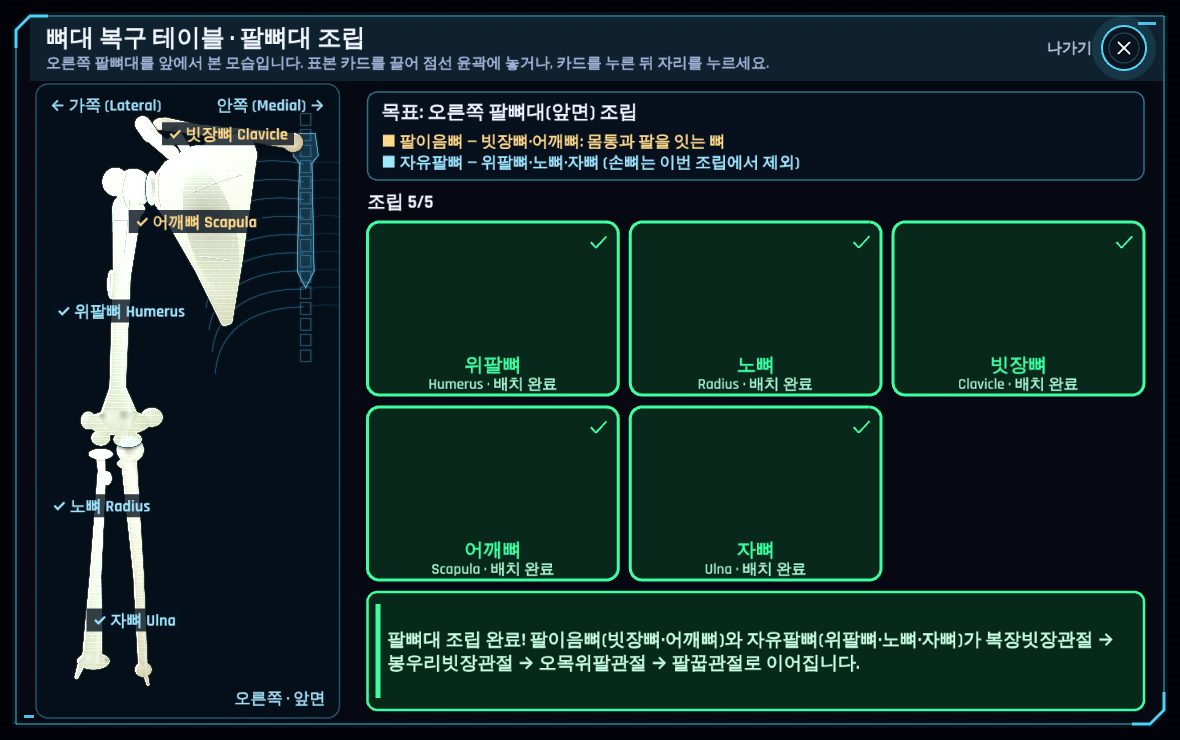 뼈대 복구 테이블 · 팔뼈대 조립
오른쪽 팔뼈대를 앞에서 본 모습입니다. 표본 카드를 끌어 점선 윤곽에 놓거나, 카드를 누른 뒤 자리를 누르세요.
나가기
← 가쪽 (Lateral)
안쪽 (Medial) →
✓ 빗장뼈 Clavicle
✓ 어깨뼈 Scapula
✓ 위팔뼈 Humerus
✓ 노뼈 Radius
✓ 자뼈 Ulna
오른쪽 · 앞면
목표: 오른쪽 팔뼈대(앞면) 조립
■ 팔이음뼈 — 빗장뼈·어깨뼈: 몸통과 팔을 잇는 뼈
■ 자유팔뼈 — 위팔뼈·노뼈·자뼈 (손뼈는 이번 조립에서 제외)
조립 5/5
위팔뼈
Humerus · 배치 완료
노뼈
Radius · 배치 완료
빗장뼈
Clavicle · 배치 완료
어깨뼈
Scapula · 배치 완료
자뼈
Ulna · 배치 완료
팔뼈대 조립 완료! 팔이음뼈(빗장뼈·어깨뼈)와 자유팔뼈(위팔뼈·노뼈·자뼈)가 복장빗장관절 →
봉우리빗장관절 → 오목위팔관절 → 팔꿉관절로 이어집니다.